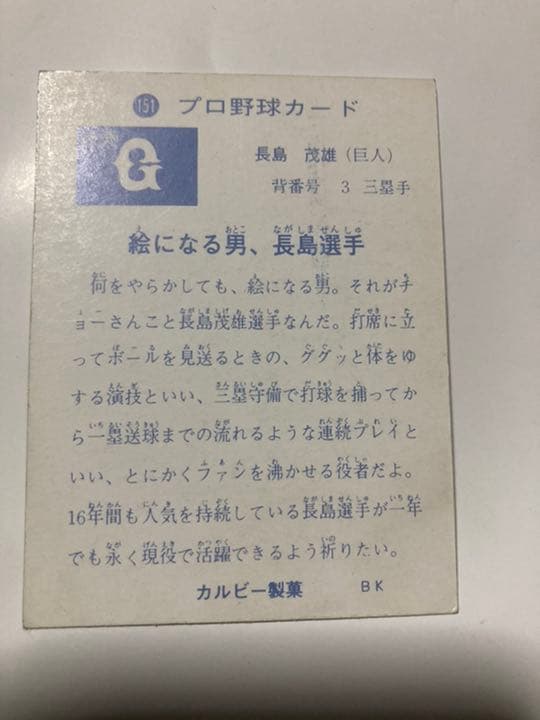 151 プロ野球カード
G
長島 茂雄(巨人)
背番号 3 三塁手
絵になる男、長島選手
何をやらかしても、絵になる男。それがチ
ョーさんこと長島茂雄選手なんだ。打席に立
ってボールを見送るときの、ググッと体をゆ
する演技といい、三塁守備で打球を捕ってか
ら一塁送球までの流れるような連続プレイと
いい、とにかくファンを沸かせる役者だよ。
16年間も人気を持続している長島選手が一年
でも永く現役で活躍できるよう祈りたい。
カルビー製菓 BK